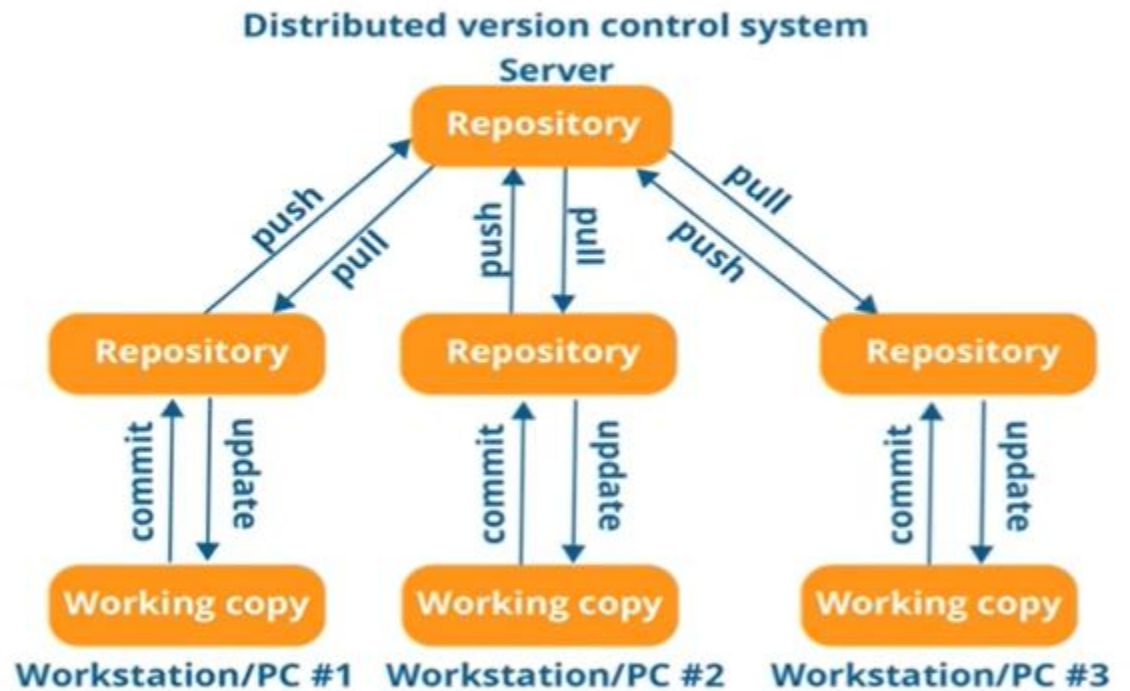 Distributed version control system
Server
Repository
push
pull
push
pull
push
pull
Repository
Repository
Repository
commit
update
commit
update
commit
update
Working copy
Working copy
Working copy
Workstation/PC #1
Workstation/PC #2
Workstation/PC #3